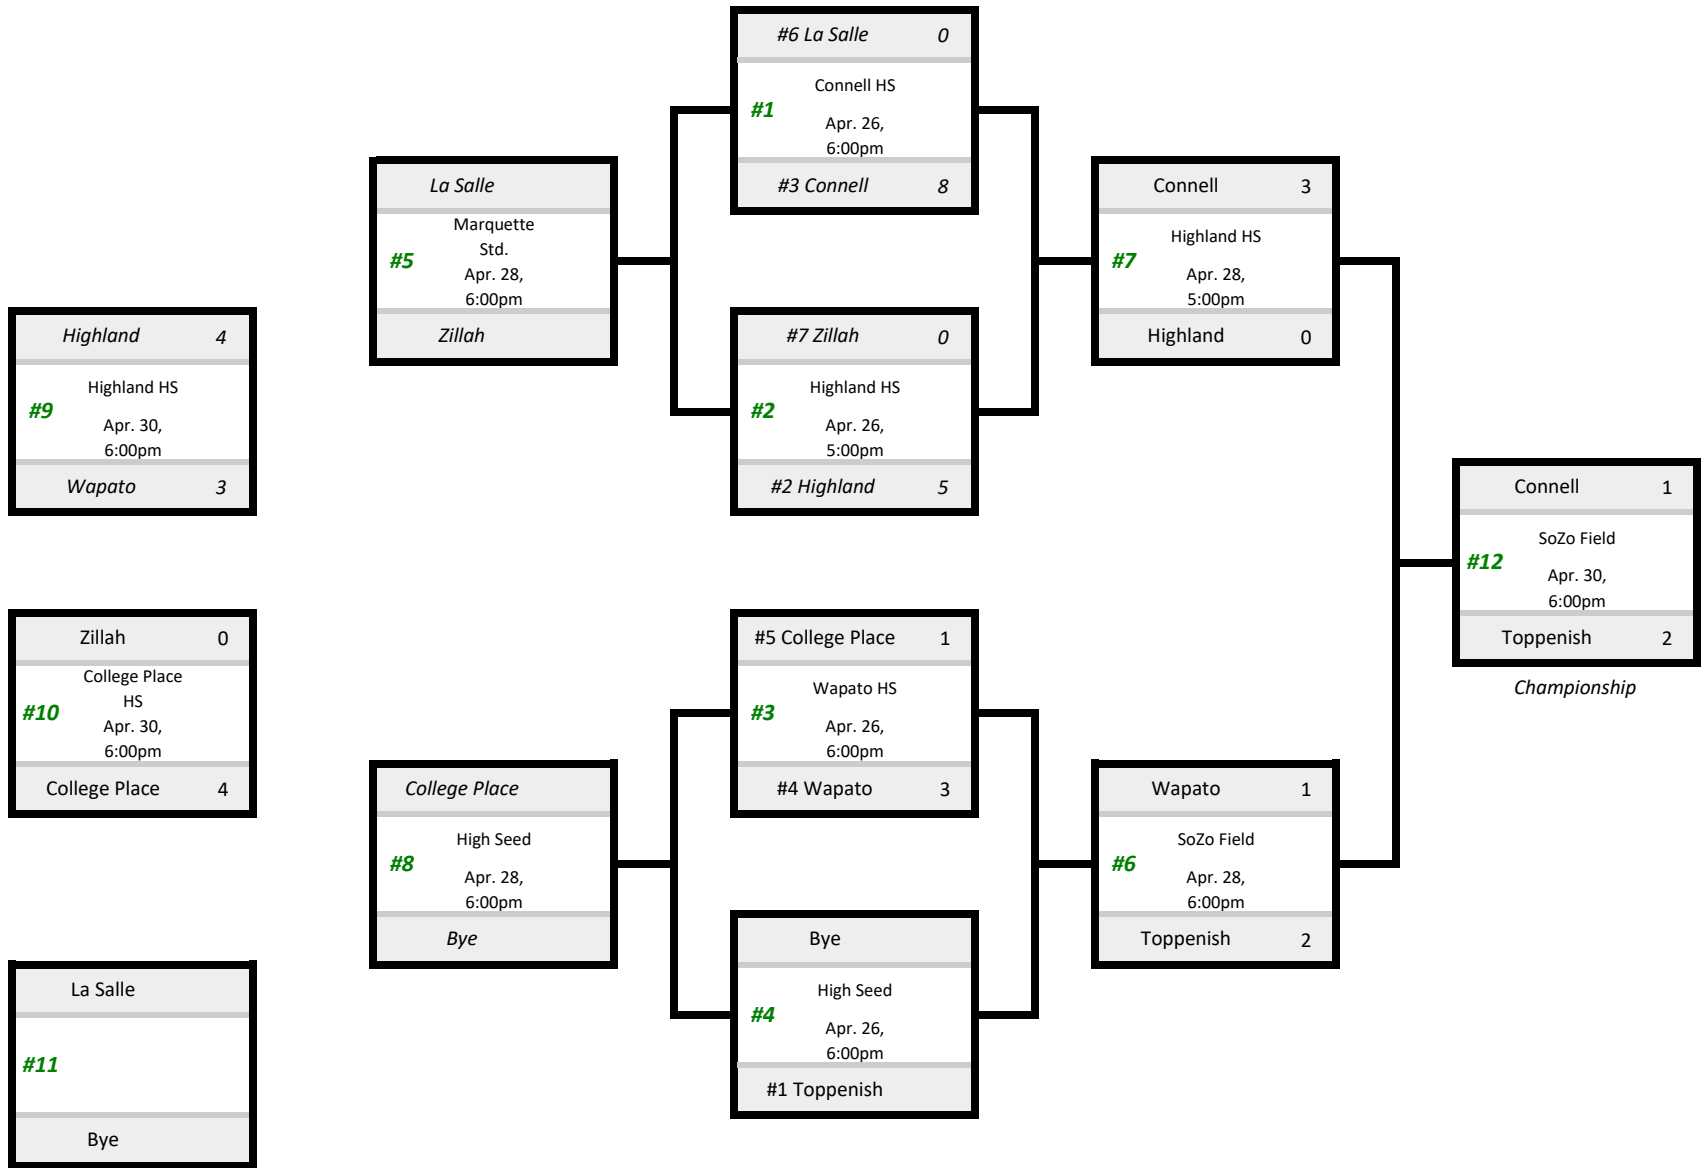 #6 La Salle 0
Connell HS
#1
Apr. 26,
6:00pm
#3 Connell 8
La Salle
Marquette
Std.
#5
Apr. 28,
6:00pm
Zillah
Connell 3
Highland HS
#7
Apr. 28,
5:00pm
Highland 0
Highland 4
Highland HS
#9
Apr. 30,
6:00pm
Wapato 3
#7 Zillah 0
Highland HS
#2
Apr. 26,
5:00pm
#2 Highland 5
Connell 1
SoZo Field
#12
Apr. 30,
6:00pm
Toppenish 2
Championship
Zillah 0
College Place
HS
#10
Apr. 30,
6:00pm
College Place 4
#5 College Place 1
Wapato HS
#3
Apr. 26,
6:00pm
#4 Wapato 3
College Place
High Seed
#8
Apr. 28,
6:00pm
Bye
Wapato 1
SoZo Field
#6
Apr. 28,
6:00pm
Toppenish 2
Bye
High Seed
#4
Apr. 26,
6:00pm
#1 Toppenish
La Salle
#11
Bye